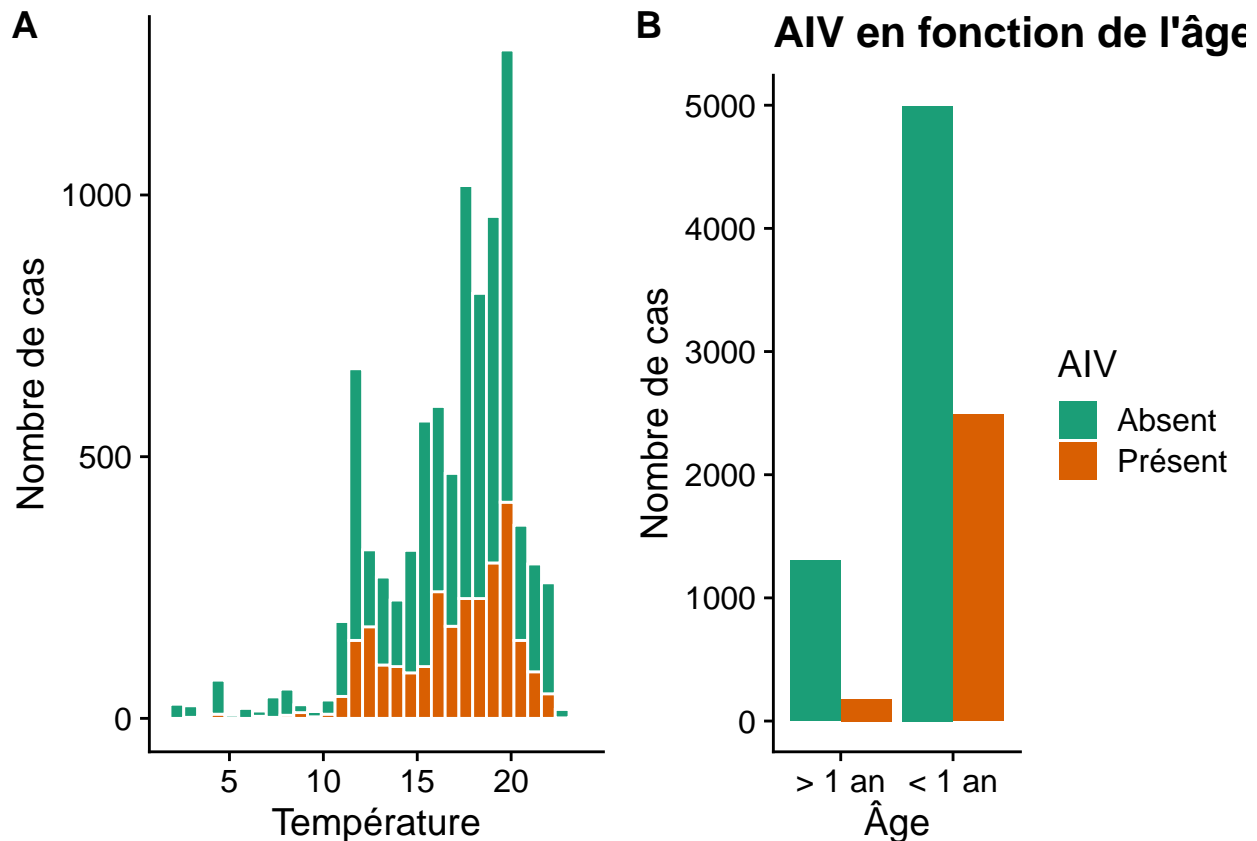 A
Nombre de cas
1000
500
0
5 10 15 20
Température
B
AIV en fonction de l'âge
Nombre de cas
5000
4000
3000
2000
1000
0
> 1 an < 1 an
Âge
AIV
Absent
Présent